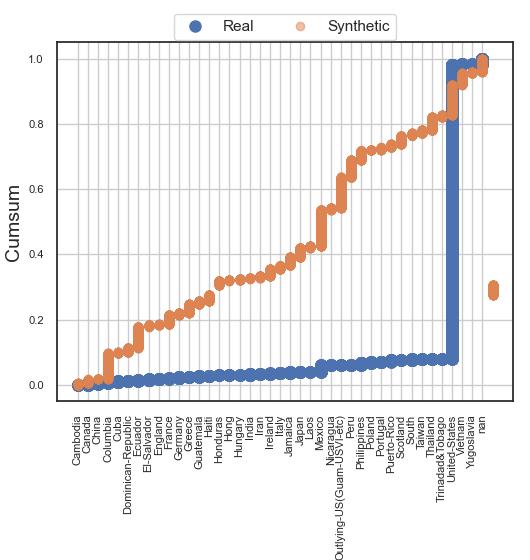 Real Synthetic
1.0
0.8
0.6
0.4
0.2
0.0
Cumsum
Cambodia
Canada
China
Columbia
Cuba
Dominican-Republic
Ecuador
El-Salvador
England
France
Germany
Greece
Guatemala
Haiti
Honduras
Hong
Hungary
India
Iran
Ireland
Italy
Jamaica
Japan
Laos
Mexico
Nicaragua
Outlying-US(Guam-USVI-etc)
Peru
Philippines
Poland
Portugal
Puerto-Rico
Scotland
South
Taiwan
Thailand
Trinadad&Tobago
United-States
Vietnam
Yugoslavia
nan